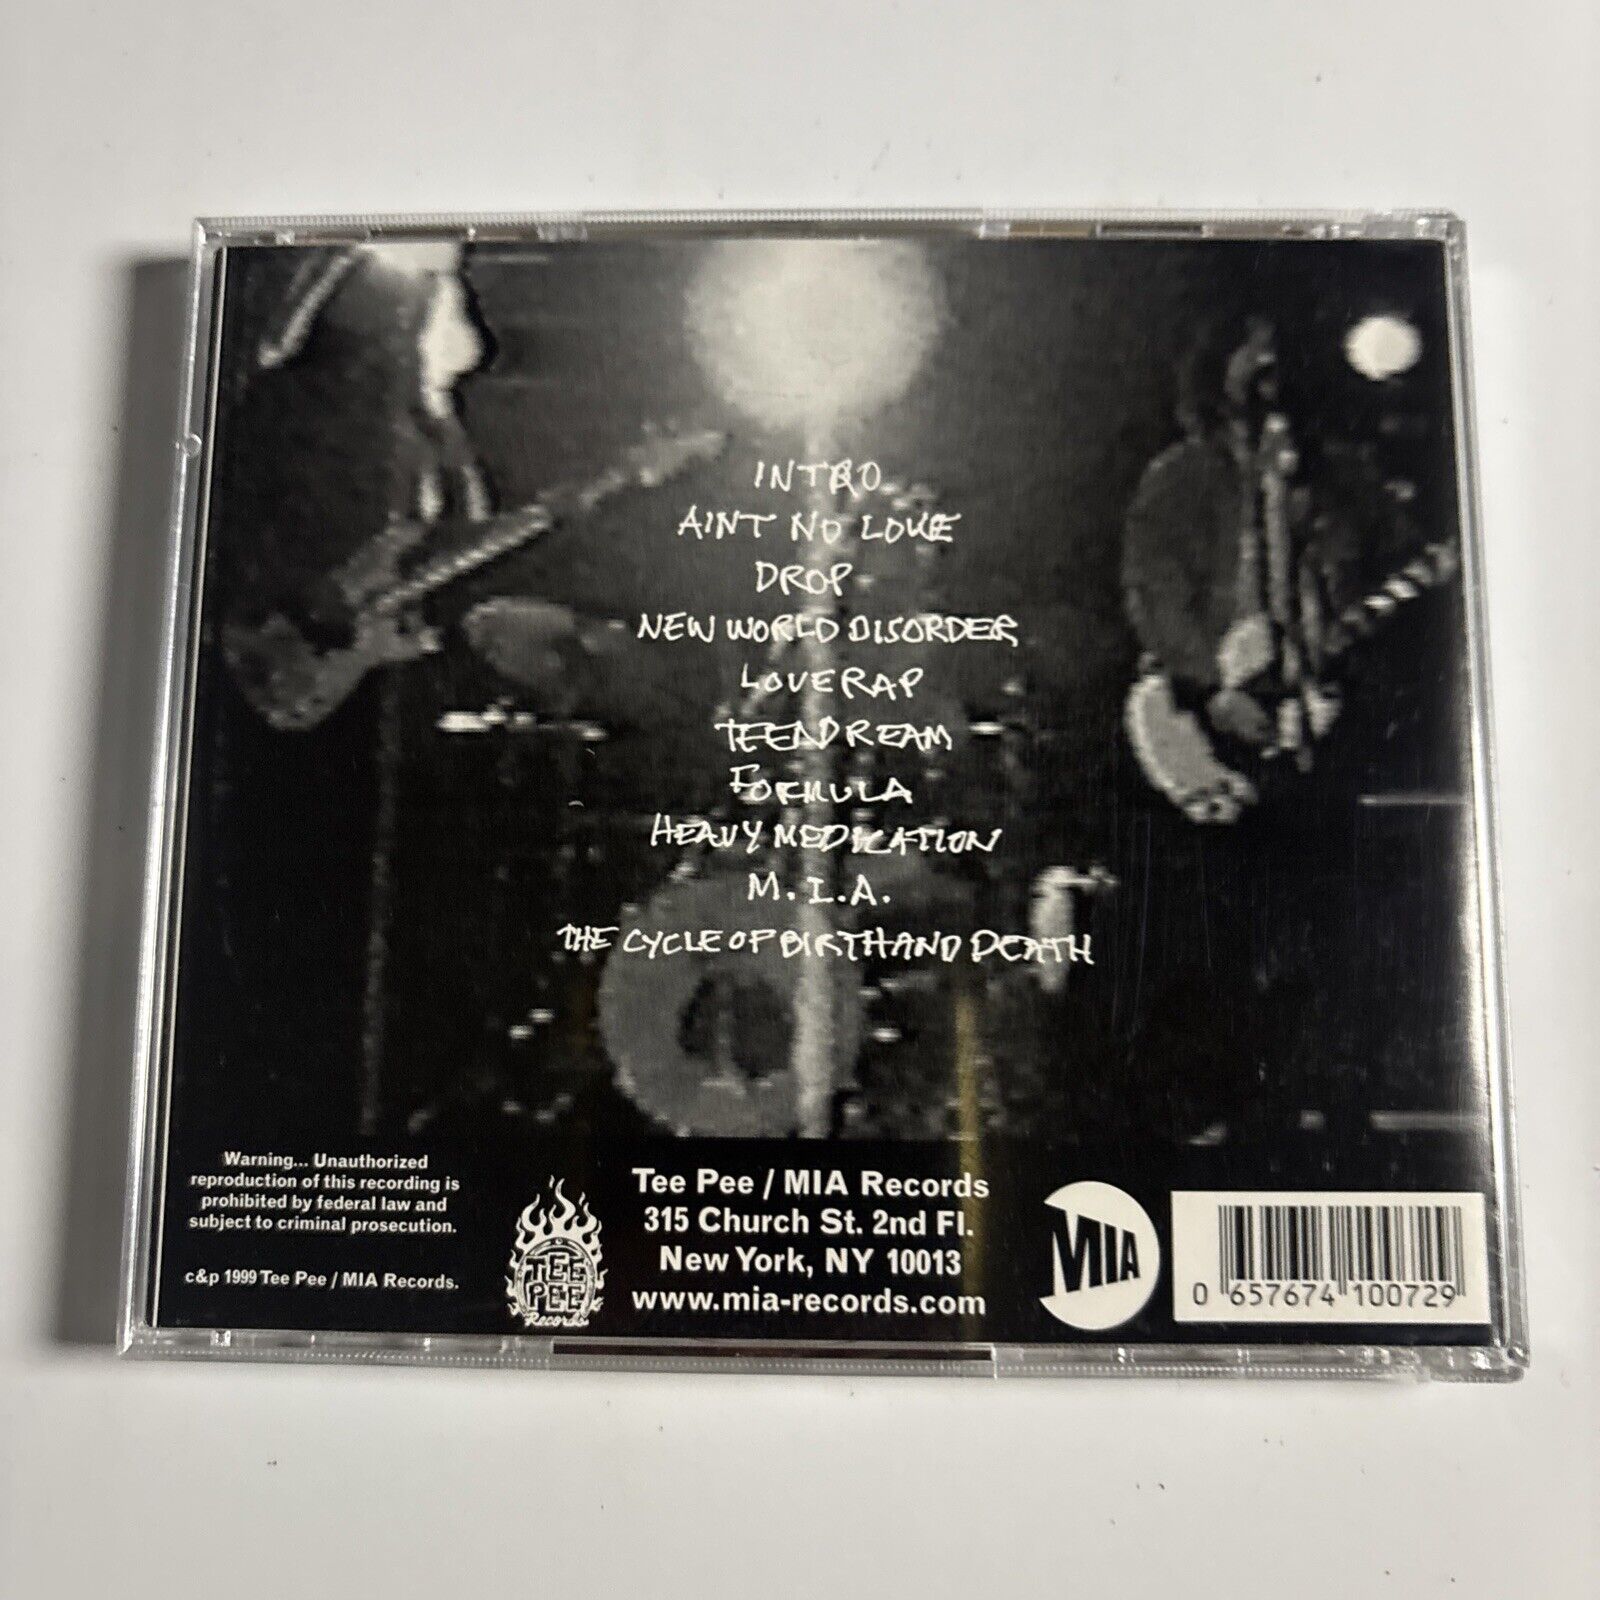 INTRO
AINT NO LOVE
DROP
NEW WORLD DISORDER
LOVERAP
TEENDREAM
FORMULA
HEAVY MEDICATION
M.I.A.
THE CYCLE OF BIRTH AND DEATH
Warning... Unauthorized
reproduction of this recording is
prohibited by federal law and
subject to criminal prosecution.
c&p 1999 Tee Pee / MIA Records.
TEE
PEE
Records
Tee Pee / MIA Records
315 Church St. 2nd Fl.
New York, NY 10013
www.mia-records.com
MIA
0 657674 100729